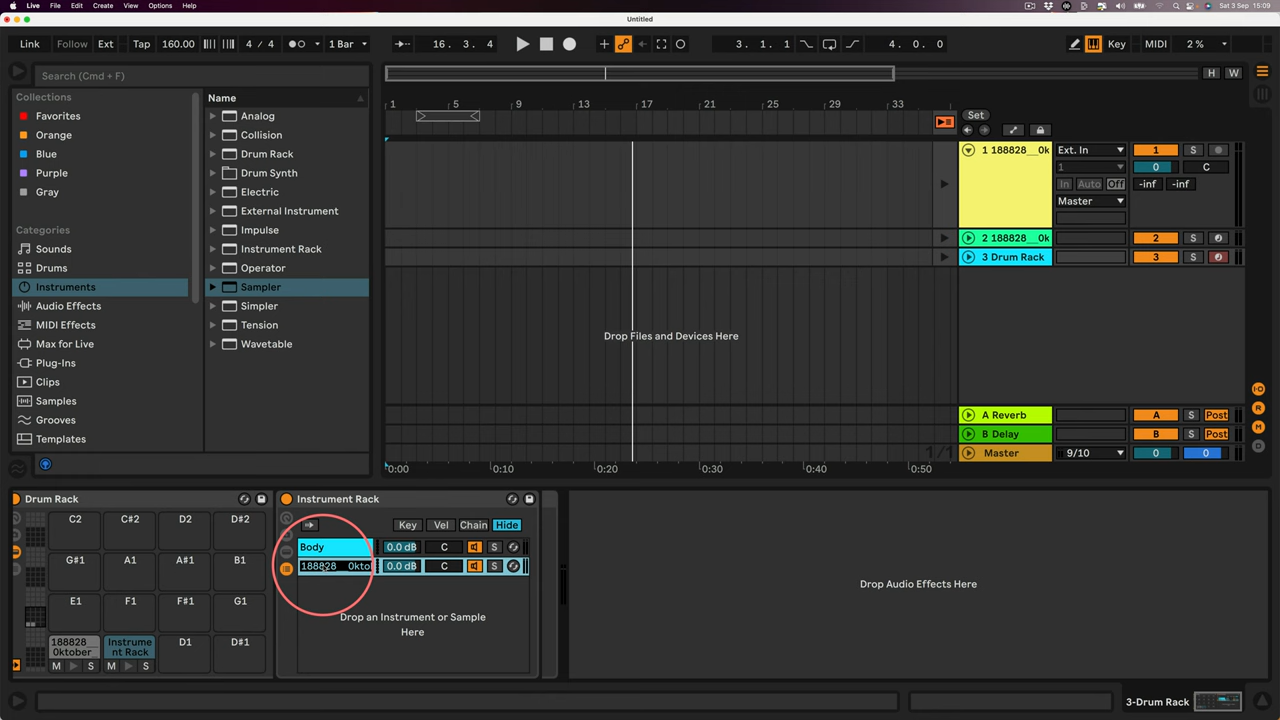 Live File Edit Create View Options Help Sat 3 Sep 15:09
Untitled
Link Follow Ext Tap 160.00 4 / 4 1 Bar 16. 3. 4 3. 1. 1 4. 0. 0 Key MIDI 2 %
Search (Cmd + F)
H W
Collections
Favorites
Orange
Blue
Purple
Gray
Categories
Sounds
Drums
Instruments
Audio Effects
MIDI Effects
Max for Live
Plug-Ins
Clips
Samples
Grooves
Templates
Name
Analog
Collision
Drum Rack
Drum Synth
Electric
External Instrument
Impulse
Instrument Rack
Operator
Sampler
Simpler
Tension
Wavetable
1 5 9 13 17 21 25 29 33
Set
1 188828__0k Ext. In 1 S
1 0 C
In Auto Off -inf -inf
Master
2 188828__0k 2 S
3 Drum Rack 3 S
Drop Files and Devices Here
A Reverb A S Post
B Delay B S Post
1/1 Master 9/10 0 0
0:00 0:10 0:20 0:30 0:40 0:50
Drum Rack
C2 C#2 D2 D#2
G#1 A1 A#1 B1
E1 F1 F#1 G1
188828__0ktober_ Instrument Rack D1 D#1
M S M S
Instrument Rack
Key Vel Chain Hide
Body 0.0 dB C S
188828__0kto 0.0 dB C S
Drop an Instrument or Sample
Here
Drop Audio Effects Here
3-Drum Rack